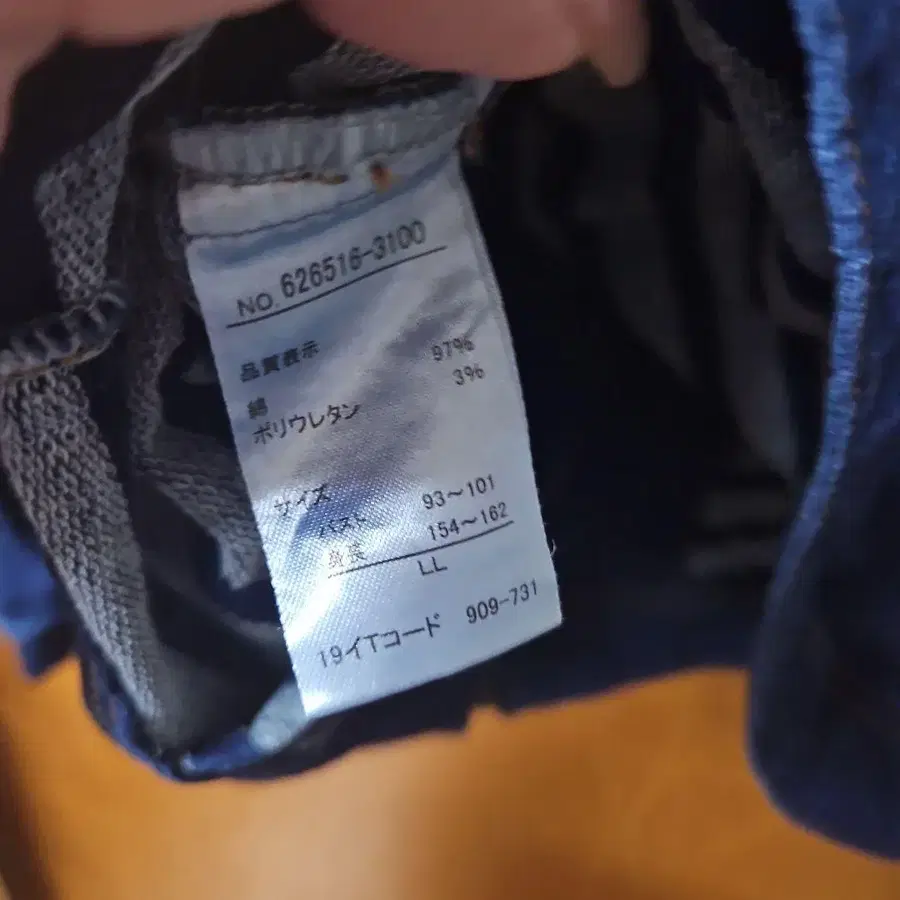 NO. 626516-3100
品質表示
綿 97%
ポリウレタン 3%
サイズ
バスト 93〜101
身長 154〜162
LL
19イTコード 909-731